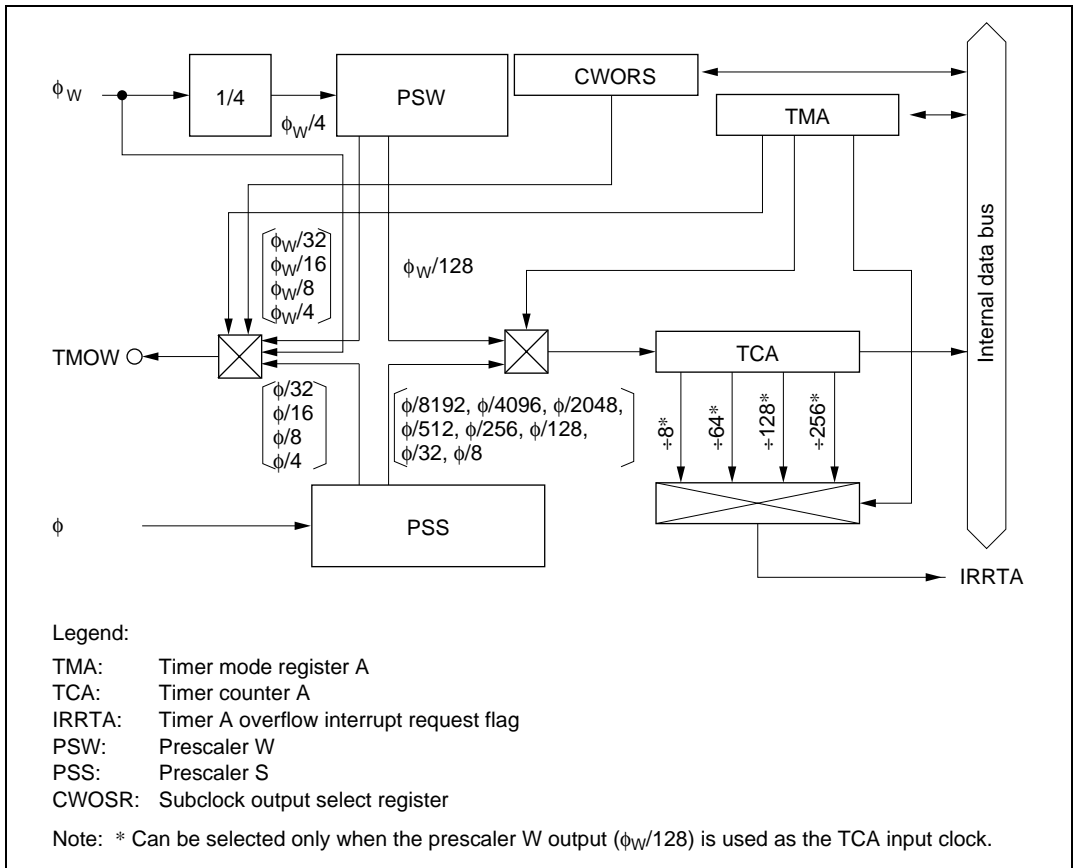 ϕW
1/4
ϕW/4
PSW
CWORS
TMA
Internal data bus
ϕW/32
ϕW/16
ϕW/8
ϕW/4
ϕW/128
TMOW
TCA
ϕ/32
ϕ/16
ϕ/8
ϕ/4
ϕ/8192, ϕ/4096, ϕ/2048,
ϕ/512, ϕ/256, ϕ/128,
ϕ/32, ϕ/8
÷8*
÷64*
÷128*
÷256*
ϕ
PSS
IRRTA
Legend:
TMA: Timer mode register A
TCA: Timer counter A
IRRTA: Timer A overflow interrupt request flag
PSW: Prescaler W
PSS: Prescaler S
CWOSR: Subclock output select register
Note: * Can be selected only when the prescaler W output (ϕW/128) is used as the TCA input clock.